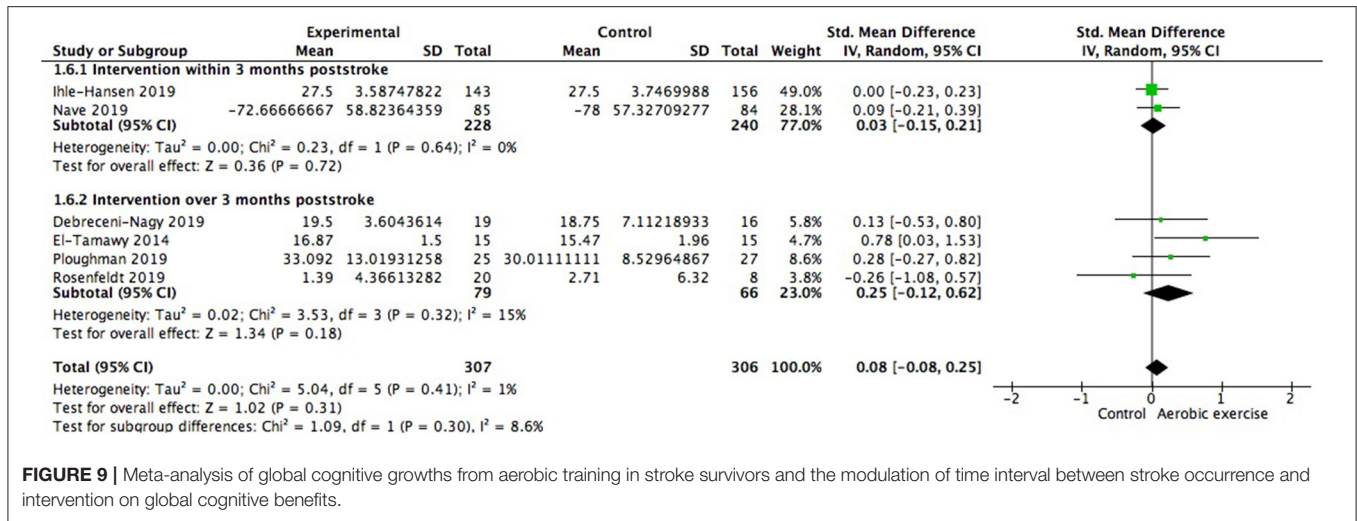 Experimental Control Std. Mean Difference Std. Mean Difference
Study or Subgroup Mean SD Total Mean SD Total Weight IV, Random, 95% CI IV, Random, 95% CI
1.6.1 Intervention within 3 months poststroke
Ihle-Hansen 2019 27.5 3.58747822 143 27.5 3.7469988 156 49.0% 0.00 [-0.23, 0.23]
Nave 2019 -72.66666667 58.82364359 85 -78 57.32709277 84 28.1% 0.09 [-0.21, 0.39]
Subtotal (95% CI) 228 240 77.0% 0.03 [-0.15, 0.21]
Heterogeneity: Tau² = 0.00; Chi² = 0.23, df = 1 (P = 0.64); I² = 0%
Test for overall effect: Z = 0.36 (P = 0.72)
1.6.2 Intervention over 3 months poststroke
Debreceni-Nagy 2019 19.5 3.6043614 19 18.75 7.11218933 16 5.8% 0.13 [-0.53, 0.80]
El-Tamawy 2014 16.87 1.5 15 15.47 1.96 15 4.7% 0.78 [0.03, 1.53]
Ploughman 2019 33.092 13.01931258 25 30.01111111 8.52964867 27 8.6% 0.28 [-0.27, 0.82]
Rosenfeldt 2019 1.39 4.36613282 20 2.71 6.32 8 3.8% -0.26 [-1.08, 0.57]
Subtotal (95% CI) 79 66 23.0% 0.25 [-0.12, 0.62]
Heterogeneity: Tau² = 0.02; Chi² = 3.53, df = 3 (P = 0.32); I² = 15%
Test for overall effect: Z = 1.34 (P = 0.18)
Total (95% CI) 307 306 100.0% 0.08 [-0.08, 0.25]
Heterogeneity: Tau² = 0.00; Chi² = 5.04, df = 5 (P = 0.41); I² = 1%
Test for overall effect: Z = 1.02 (P = 0.31)
Test for subgroup differences: Chi² = 1.09, df = 1 (P = 0.30), I² = 8.6%
-2 -1 0 1 2
Control Aerobic exercise
FIGURE 9 | Meta-analysis of global cognitive growths from aerobic training in stroke survivors and the modulation of time interval between stroke occurrence and
intervention on global cognitive benefits.